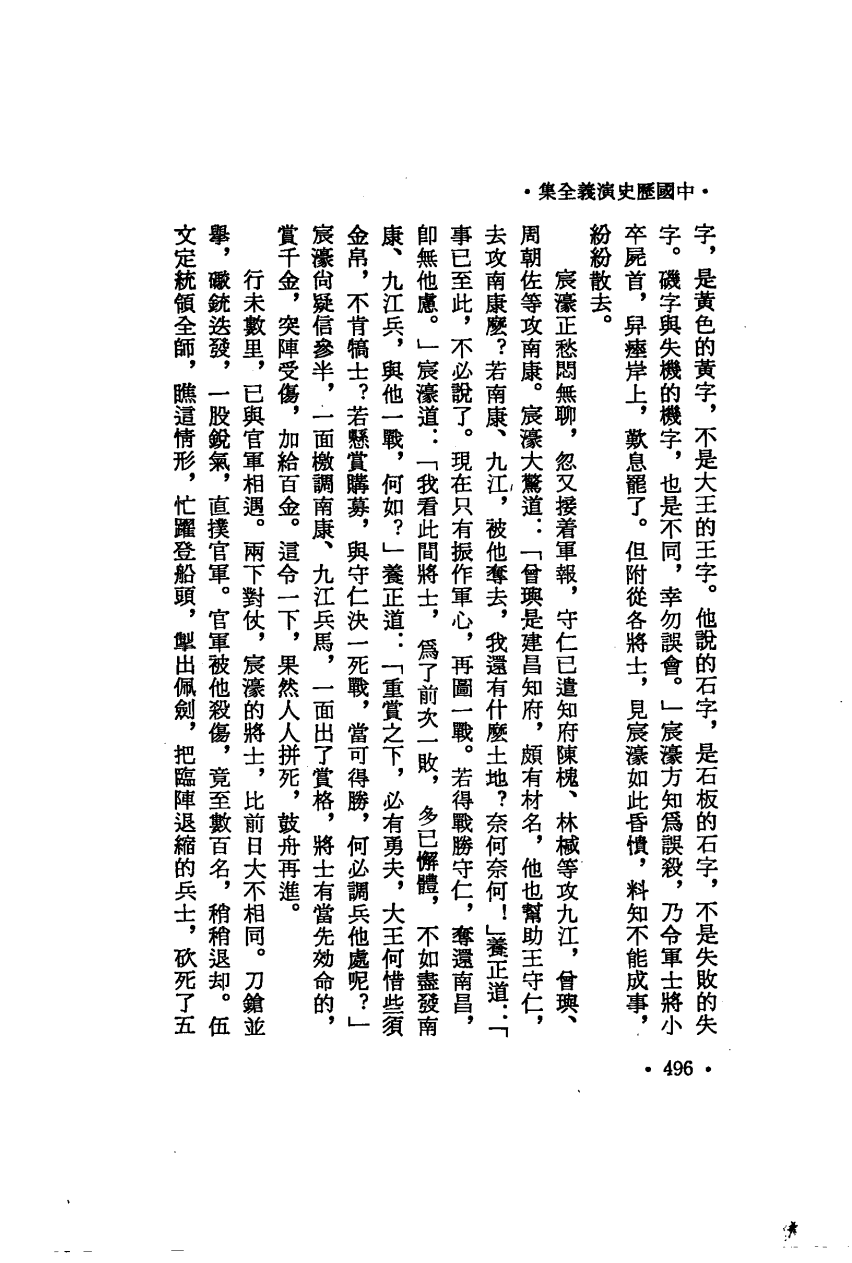 ・中國歷史演義全集・
字，是黃色的黃字，不是大王的王字。他說的石字，是石板的石字，不是失敗的失
字。磯字與失機的機字，也是不同，幸勿誤會。」宸濠方知爲誤殺，乃令軍士將小
卒屍首，舁瘞岸上，歎息罷了。但附從各將士，見宸濠如此昏憒，料知不能成事，
紛紛散去。
宸濠正愁悶無聊，忽又接着軍報，守仁已遣知府陳槐、林椷等攻九江，曾璵、
周朝佐等攻南康。宸濠大驚道：「曾璵是建昌知府，頗有材名，他也幫助王守仁，
去攻南康麼？若南康、九江，被他奪去，我還有什麼土地？奈何奈何！」養正道：「
事已至此，不必說了。現在只有振作軍心，再圖一戰。若得戰勝守仁，奪還南昌，
卽無他慮。」宸濠道：「我看此間將士，爲了前次一敗，多已懈體，不如盡發南
康、九江兵，與他一戰，何如？」養正道：「重賞之下，必有勇夫，大王何惜些須
金帛，不肯犒士？若懸賞購募，與守仁決一死戰，當可得勝，何必調兵他處呢？」
宸濠尙疑信參半，一面檄調南康、九江兵馬，一面出了賞格，將士有當先効命的，
賞千金，突陣受傷，加給百金。這令一下，果然人人拼死，鼓舟再進。
行未數里，已與官軍相遇。兩下對仗，宸濠的將士，比前日大不相同。刀鎗並
舉，礮銃迭發，一股銳氣，直撲官軍。官軍被他殺傷，竟至數百名，稍稍退却。伍
文定統領全師，瞧這情形，忙躍登船頭，掣出佩劍，把臨陣退縮的兵士，砍死了五
・496・